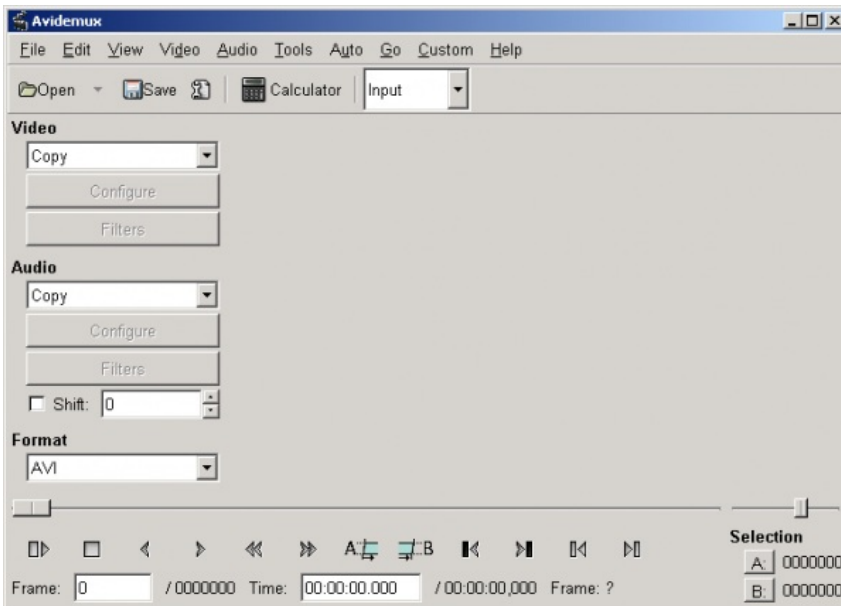 Avidemux
File Edit View Video Audio Tools Auto Go Custom Help
Open Save Calculator Input
Video
Copy
Configure
Filters
Audio
Copy
Configure
Filters
Shift: 0
Format
AVI
A B
Selection
A: 0000000
Frame: 0 / 0000000 Time: 00:00:00.000 / 00:00:00,000 Frame: ?
B: 0000000